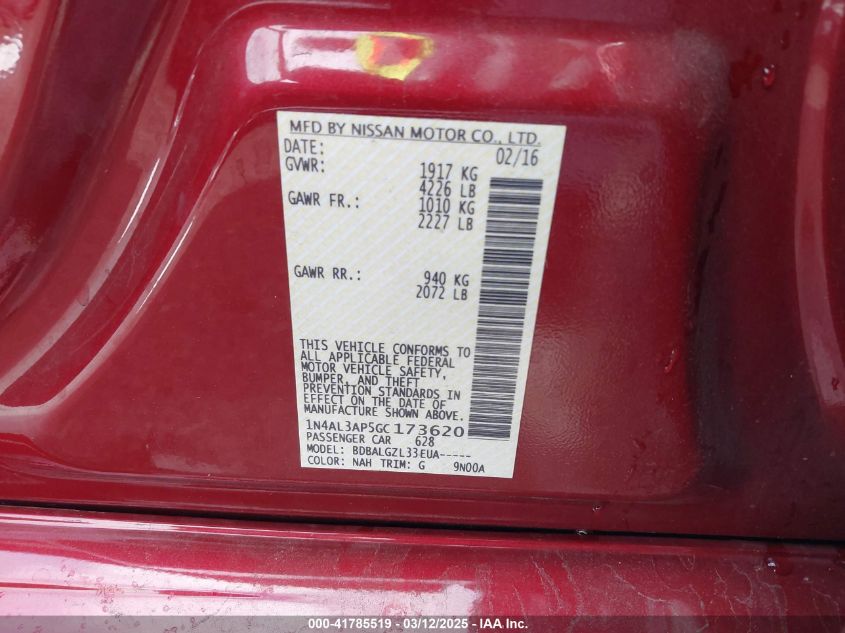 MFD BY NISSAN MOTOR CO., LTD.
DATE: 02/16
GVWR: 1917 KG
4226 LB
GAWR FR.: 1010 KG
2227 LB
GAWR RR.: 940 KG
2072 LB
THIS VEHICLE CONFORMS TO
ALL APPLICABLE FEDERAL
MOTOR VEHICLE SAFETY,
BUMPER, AND THEFT
PREVENTION STANDARDS IN
EFFECT ON THE DATE OF
MANUFACTURE SHOWN ABOVE.
1N4AL3AP5GC173620
PASSENGER CAR 628
MODEL: BDBALGZL33EUA-----
COLOR: NAH TRIM: G 9N00A
000-41785519 - 03/12/2025 - IAA Inc.